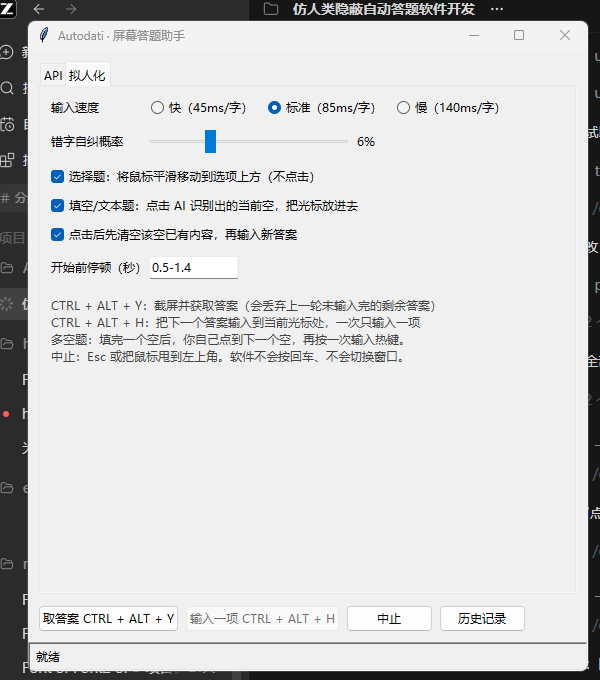 仿人类隐蔽自动答题软件开发 ···
Autodati · 屏幕答题助手
API 拟人化
输入速度 快（45ms/字） 标准（85ms/字） 慢（140ms/字）
错字自纠概率 6%
选择题：将鼠标平滑移动到选项上方（不点击）
填空/文本题：点击 AI 识别出的当前空，把光标放进去
点击后先清空该空已有内容，再输入新答案
开始前停顿（秒） 0.5-1.4
CTRL + ALT + Y：截屏并获取答案（会丢弃上一轮未输入完的剩余答案）
CTRL + ALT + H：把下一个答案输入到当前光标处，一次只输入一项
多空题：填完一个空后，你自己点到下一个空，再按一次输入热键。
中止：Esc 或把鼠标甩到左上角。软件不会按回车、不会切换窗口。
取答案 CTRL + ALT + Y 输入一项 CTRL + ALT + H 中止 历史记录
就绪
# 分
项目